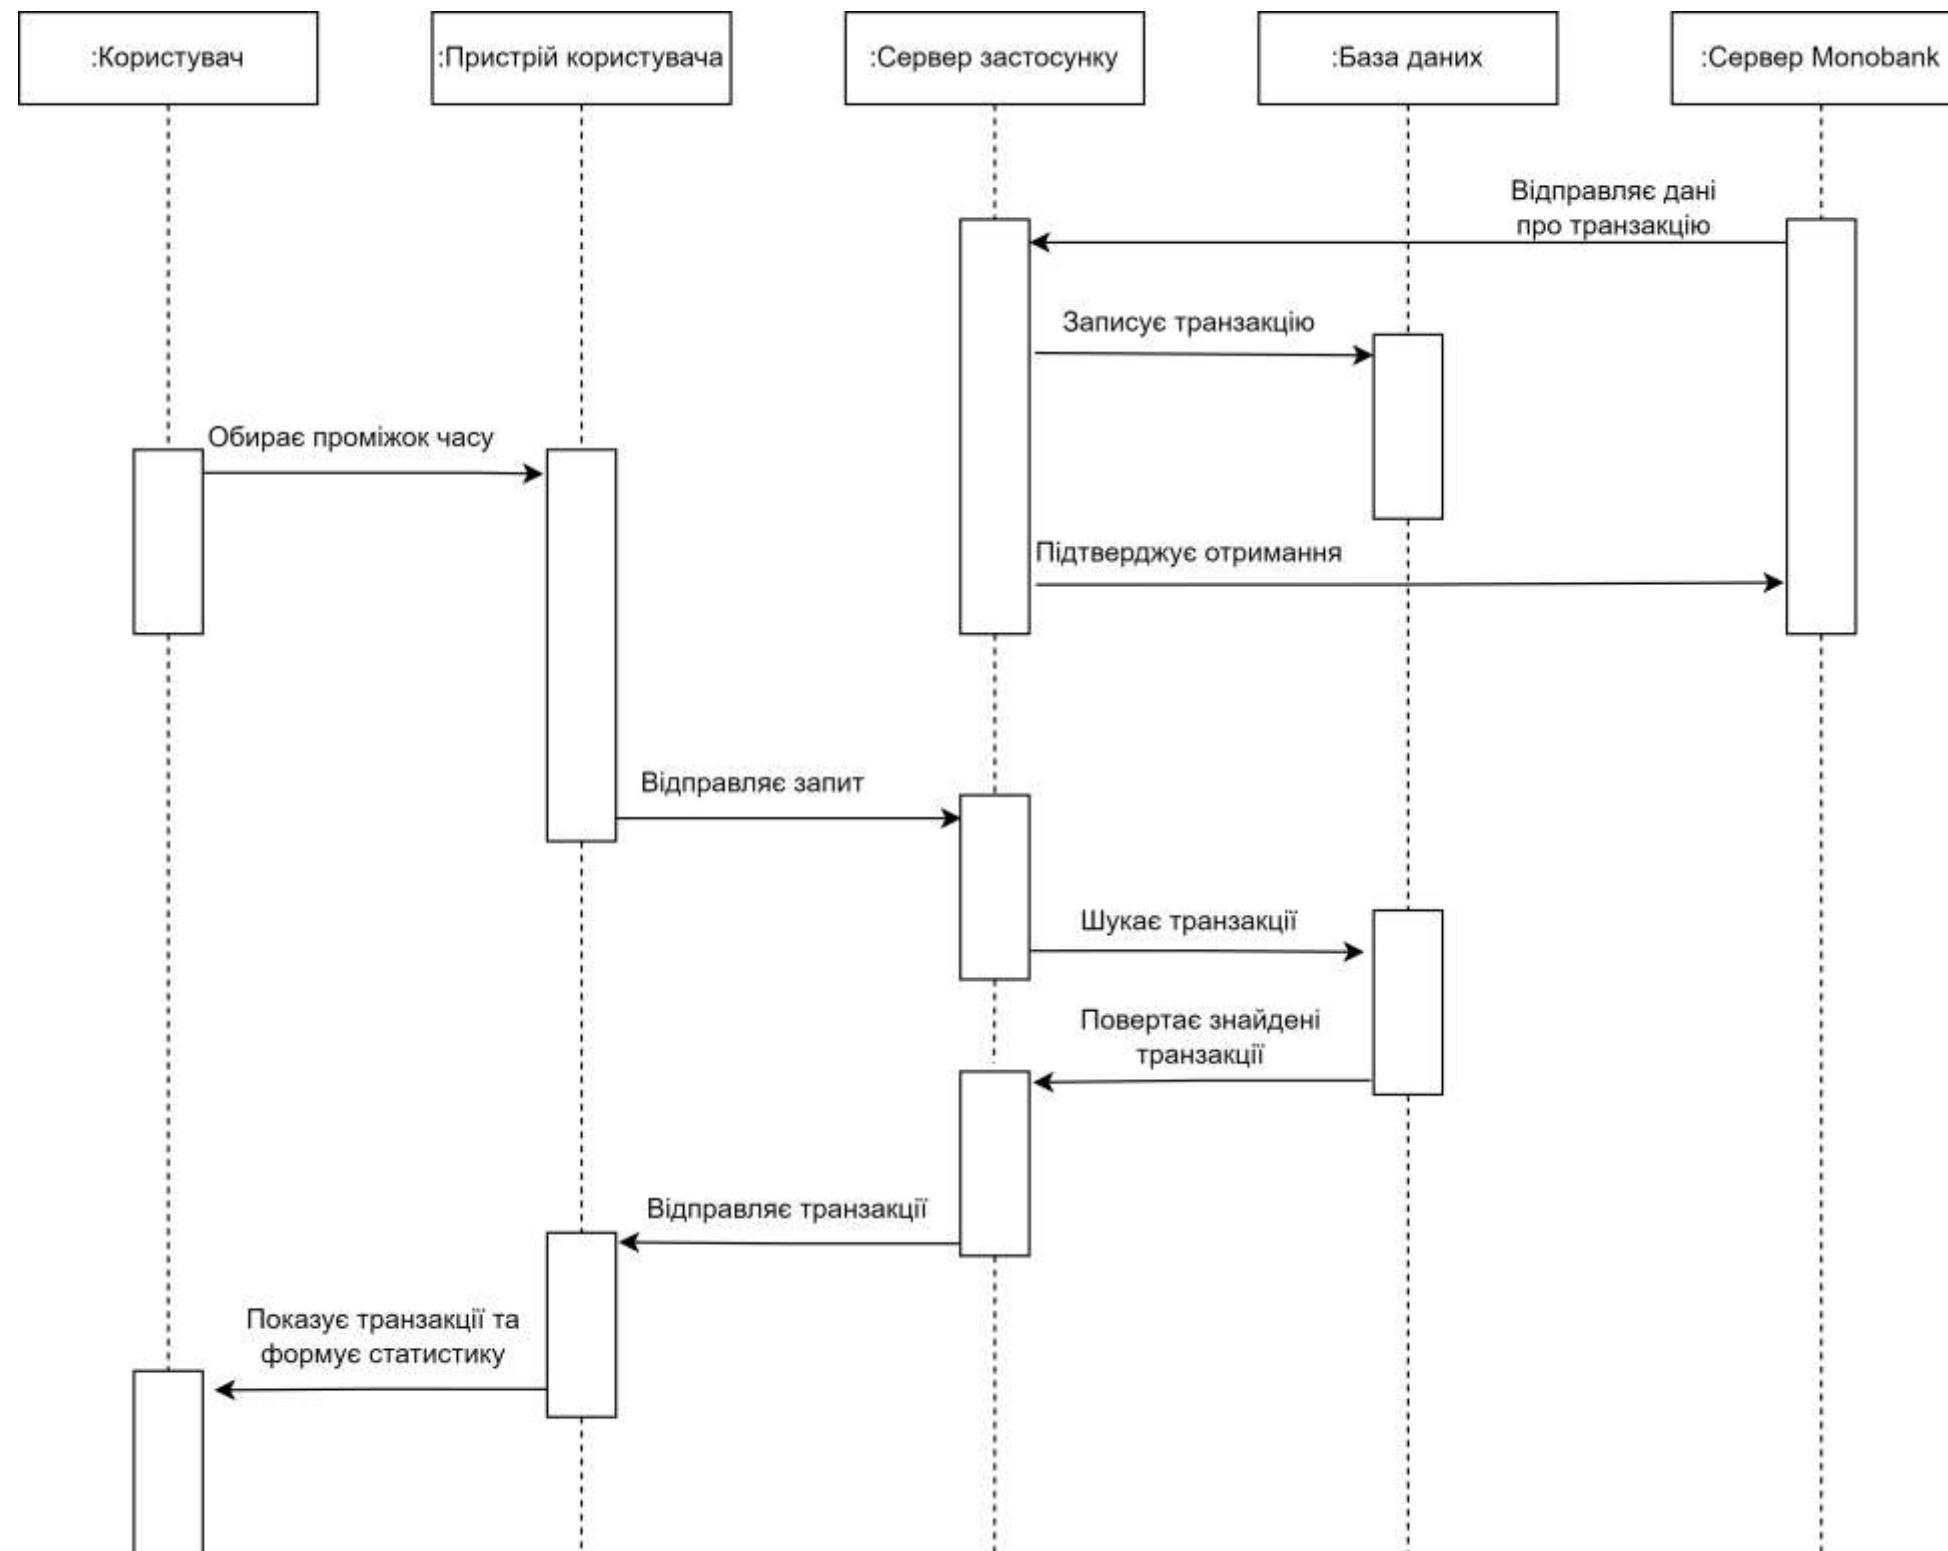 :Користувач
:Пристрій користувача
:Сервер застосунку
:База даних
:Сервер Monobank
Відправляє дані
про транзакцію
Записує транзакцію
Обирає проміжок часу
Підтверджує отримання
Відправляє запит
Шукає транзакції
Повертає знайдені
транзакції
Відправляє транзакції
Показує транзакції та
формує статистику